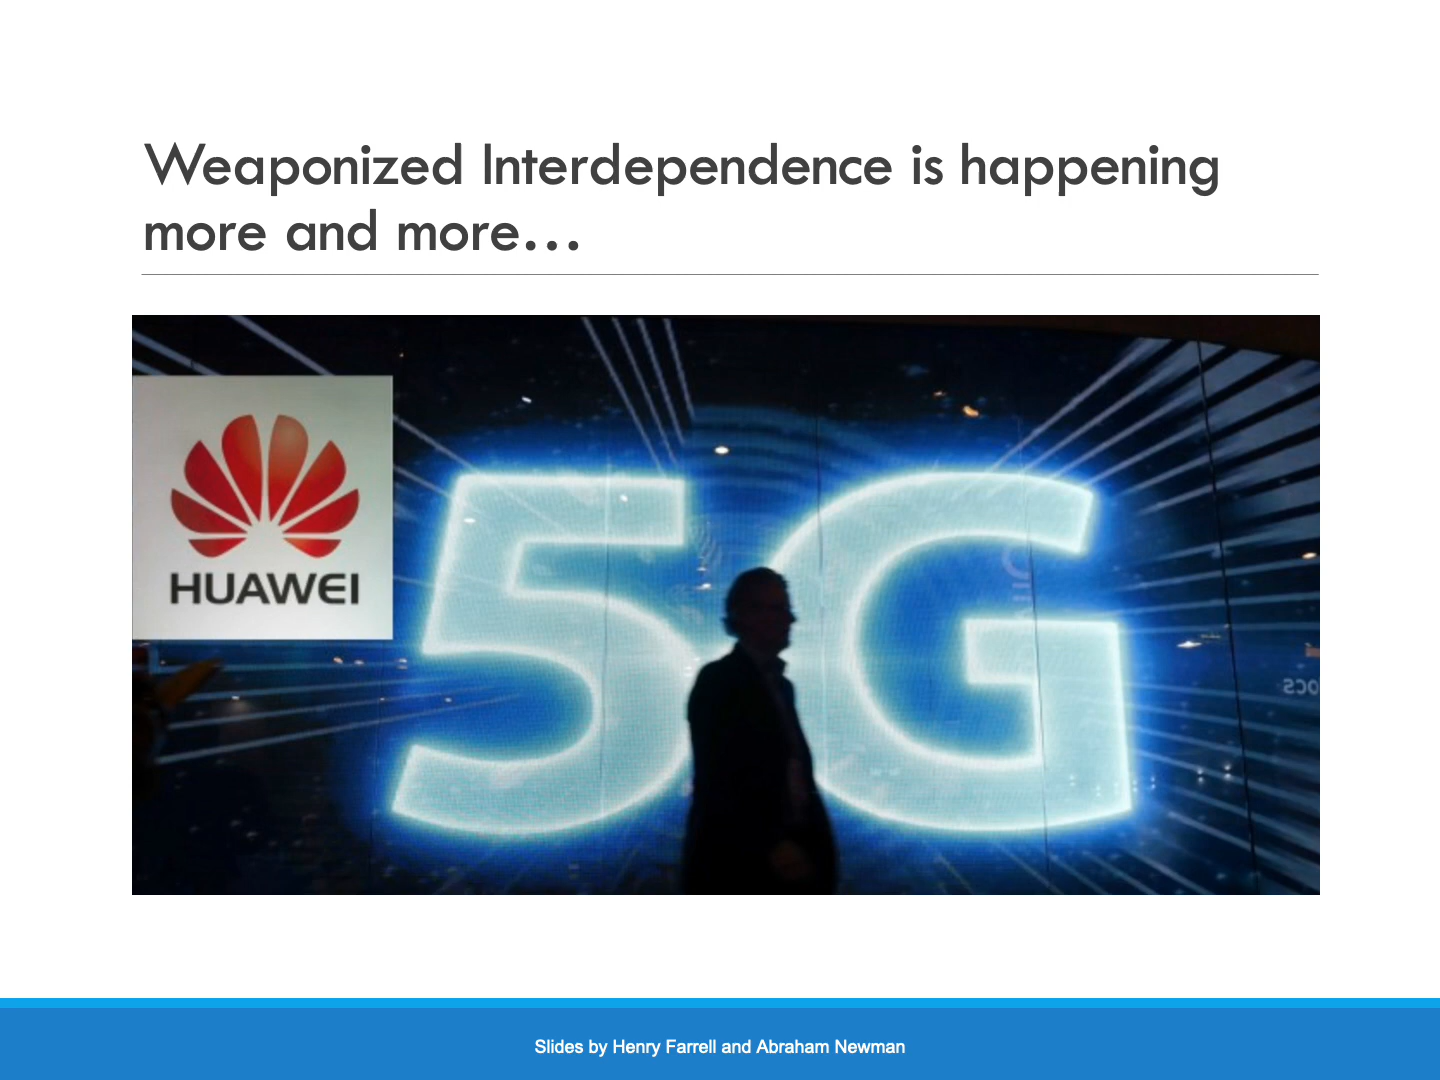 Weaponized Interdependence is happening
more and more…
HUAWEI
5G
Slides by Henry Farrell and Abraham Newman